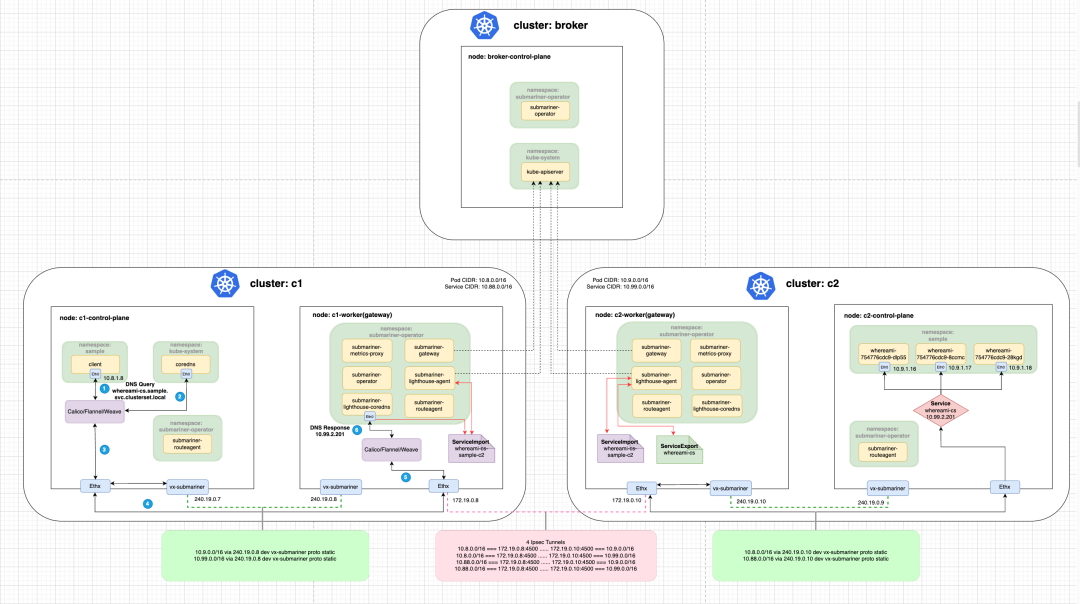 cluster: broker
node: broker-control-plane
namespace:
submariner-operator
submariner-
operator
namespace:
kube-system
kube-apiserver
cluster: c1
Pod CIDR: 10.8.0.0/16
Service CIDR: 10.88.0.0/16
node: c1-control-plane
namespace:
sample
client
Eth0
10.8.1.8
namespace:
kube-system
coredns
Eth0
1
DNS Query
whereami-cs.sample.
svc.clusterset.local
2
Calico/Flannel/Weave
namespace:
submariner-operator
submariner-
routeagent
3
Ethx
vx-submariner
240.19.0.7
4
node: c1-worker(gateway)
namespace:
submariner-operator
submariner-
metrics-proxy
submariner-
gateway
submariner-
operator
submariner-
lighthouse-agent
submariner-
lighthouse-coredns
submariner-
routeagent
Eth0
DNS Response
10.99.2.201
6
Calico/Flannel/Weave
ServiceImport
whereami-cs-
sample-c2
5
vx-submariner
240.19.0.8
Ethx
172.19.0.8
cluster: c2
Pod CIDR: 10.9.0.0/16
Service CIDR: 10.99.0.0/16
node: c2-worker(gateway)
namespace:
submariner-operator
submariner-
gateway
submariner-
metrics-proxy
submariner-
lighthouse-agent
submariner-
operator
submariner-
routeagent
submariner-
lighthouse-coredns
ServiceImport
whereami-cs-
sample-c2
ServiceExport
whereami-cs
172.19.0.10
Ethx
vx-submariner
240.19.0.10
node: c2-control-plane
namespace:
sample
whereami-
754776cdc9-dlp55
whereami-
754776cdc9-8ccmc
whereami-
754776cdc9-28kgd
Eth0
10.9.1.16
Eth0
10.9.1.17
Eth0
10.9.1.18
Service
whereami-cs
10.99.2.201
namespace:
submariner-operator
submariner-
routeagent
vx-submariner
240.19.0.9
Ethx
10.9.0.0/16 via 240.19.0.8 dev vx-submariner proto static
10.99.0.0/16 via 240.19.0.8 dev vx-submariner proto static
4 Ipsec Tunnels
10.8.0.0/16 === 172.19.0.8:4500 ...... 172.19.0.10:4500 === 10.9.0.0/16
10.8.0.0/16 === 172.19.0.8:4500 ...... 172.19.0.10:4500 === 10.99.0.0/16
10.88.0.0/16 === 172.19.0.8:4500 ...... 172.19.0.10:4500 === 10.9.0.0/16
10.88.0.0/16 === 172.19.0.8:4500 ...... 172.19.0.10:4500 === 10.99.0.0/16
10.8.0.0/16 via 240.19.0.10 dev vx-submariner proto static
10.88.0.0/16 via 240.19.0.10 dev vx-submariner proto static